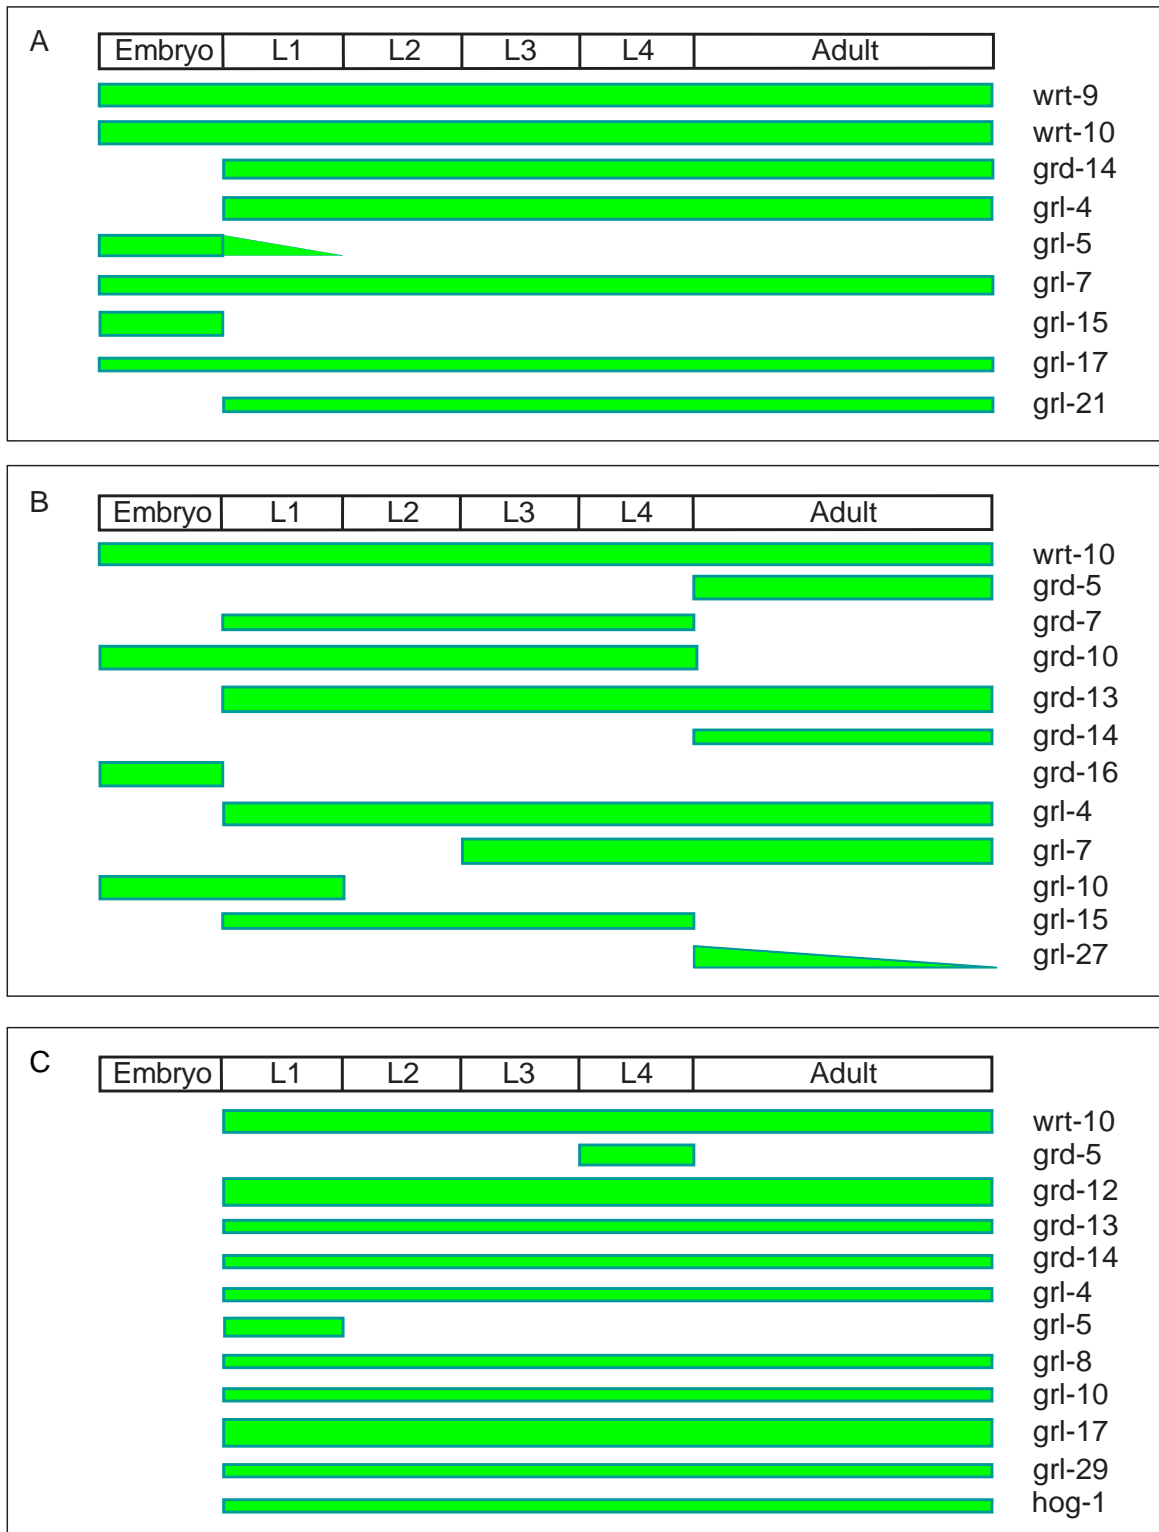 A
Embryo L1 L2 L3 L4 Adult
wrt-9
wrt-10
grd-14
grl-4
grl-5
grl-7
grl-15
grl-17
grl-21
B
Embryo L1 L2 L3 L4 Adult
wrt-10
grd-5
grd-7
grd-10
grd-13
grd-14
grd-16
grl-4
grl-7
grl-10
grl-15
grl-27
C
Embryo L1 L2 L3 L4 Adult
wrt-10
grd-5
grd-12
grd-13
grd-14
grl-4
grl-5
grl-8
grl-10
grl-17
grl-29
hog-1